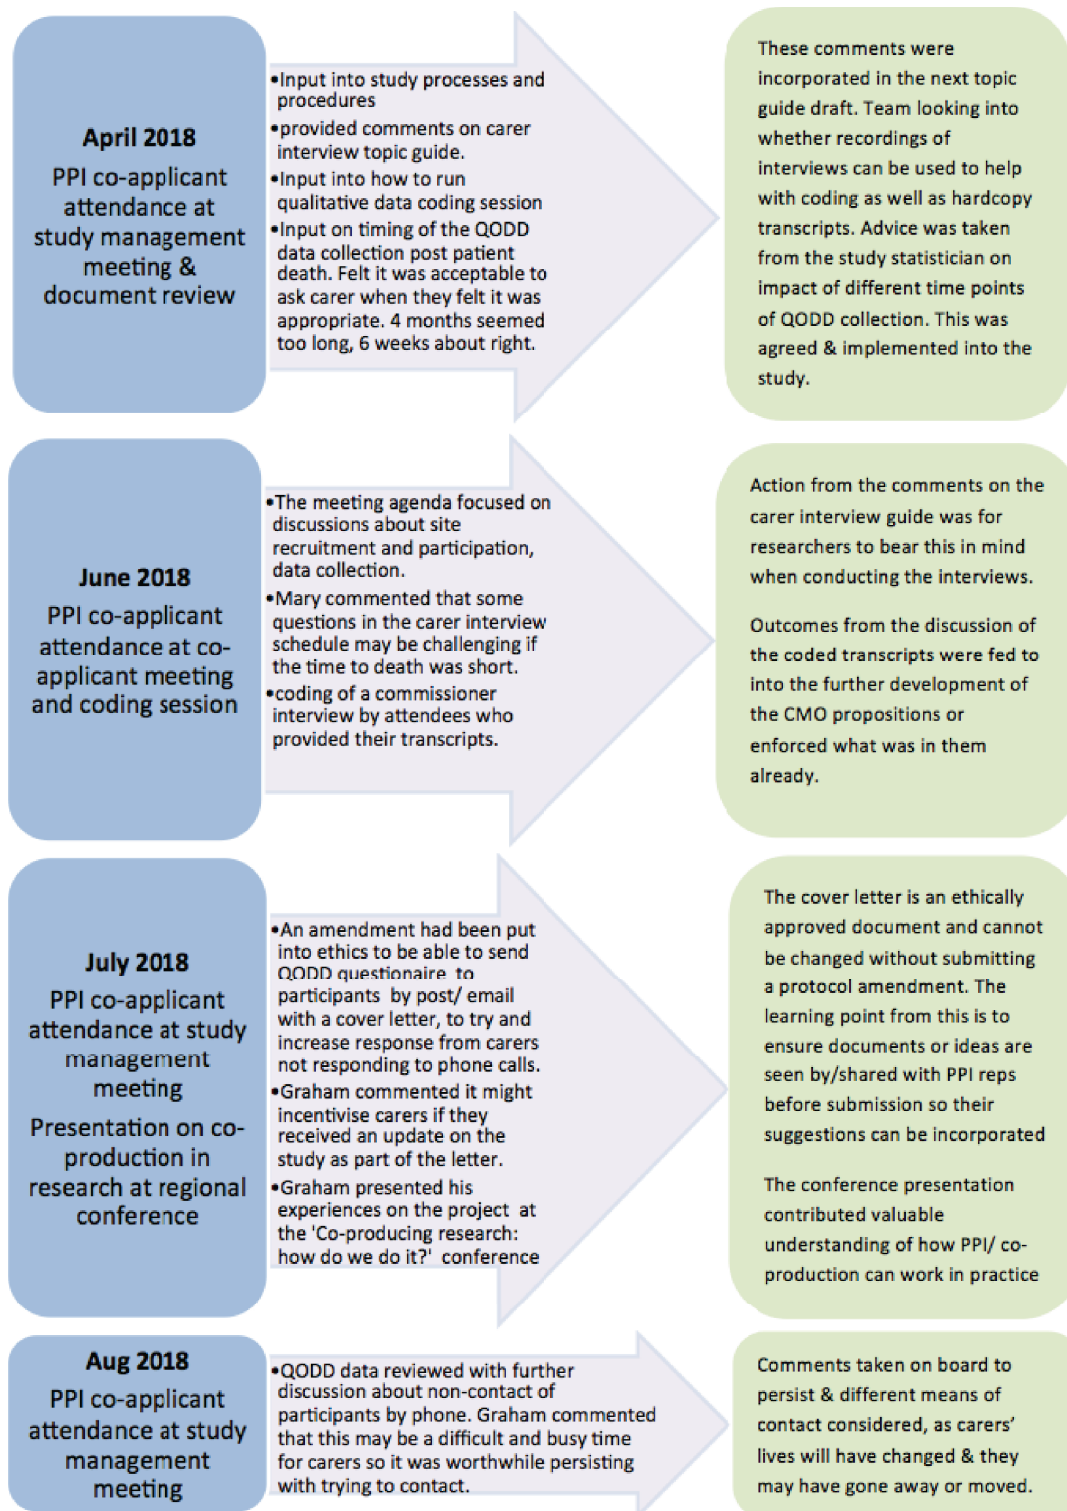 April 2018
PPI co-applicant
attendance at
study management
meeting &
document review
•Input into study processes and
procedures
•provided comments on carer
interview topic guide.
•Input into how to run
qualitative data coding session
•Input on timing of the QODD
data collection post patient
death. Felt it was acceptable to
ask carer when they felt it was
appropriate. 4 months seemed
too long, 6 weeks about right.
These comments were
incorporated in the next topic
guide draft. Team looking into
whether recordings of
interviews can be used to help
with coding as well as hardcopy
transcripts. Advice was taken
from the study statistician on
impact of different time points
of QODD collection. This was
agreed & implemented into the
study.
June 2018
PPI co-applicant
attendance at co-
applicant meeting
and coding session
•The meeting agenda focused on
discussions about site
recruitment and participation,
data collection.
•Mary commented that some
questions in the carer interview
schedule may be challenging if
the time to death was short.
•coding of a commissioner
interview by attendees who
provided their transcripts.
Action from the comments on the
carer interview guide was for
researchers to bear this in mind
when conducting the interviews.
Outcomes from the discussion of
the coded transcripts were fed to
into the further development of
the CMO propositions or
enforced what was in them
already.
July 2018
PPI co-applicant
attendance at study
management
meeting
Presentation on co-
production in
research at regional
conference
•An amendment had been put
into ethics to be able to send
QODD questionaire to
participants by post/ email
with a cover letter, to try and
increase response from carers
not responding to phone calls.
•Graham commented it might
incentivise carers if they
received an update on the
study as part of the letter.
•Graham presented his
experiences on the project at
the 'Co-producing research:
how do we do it?' conference
The cover letter is an ethically
approved document and cannot
be changed without submitting
a protocol amendment. The
learning point from this is to
ensure documents or ideas are
seen by/shared with PPI reps
before submission so their
suggestions can be incorporated
The conference presentation
contributed valuable
understanding of how PPI/ co-
production can work in practice
Aug 2018
PPI co-applicant
attendance at study
management
meeting
•QODD data reviewed with further
discussion about non-contact of
participants by phone. Graham commented
that this may be a difficult and busy time
for carers so it was worthwhile persisting
with trying to contact.
Comments taken on board to
persist & different means of
contact considered, as carers’
lives will have changed & they
may have gone away or moved.